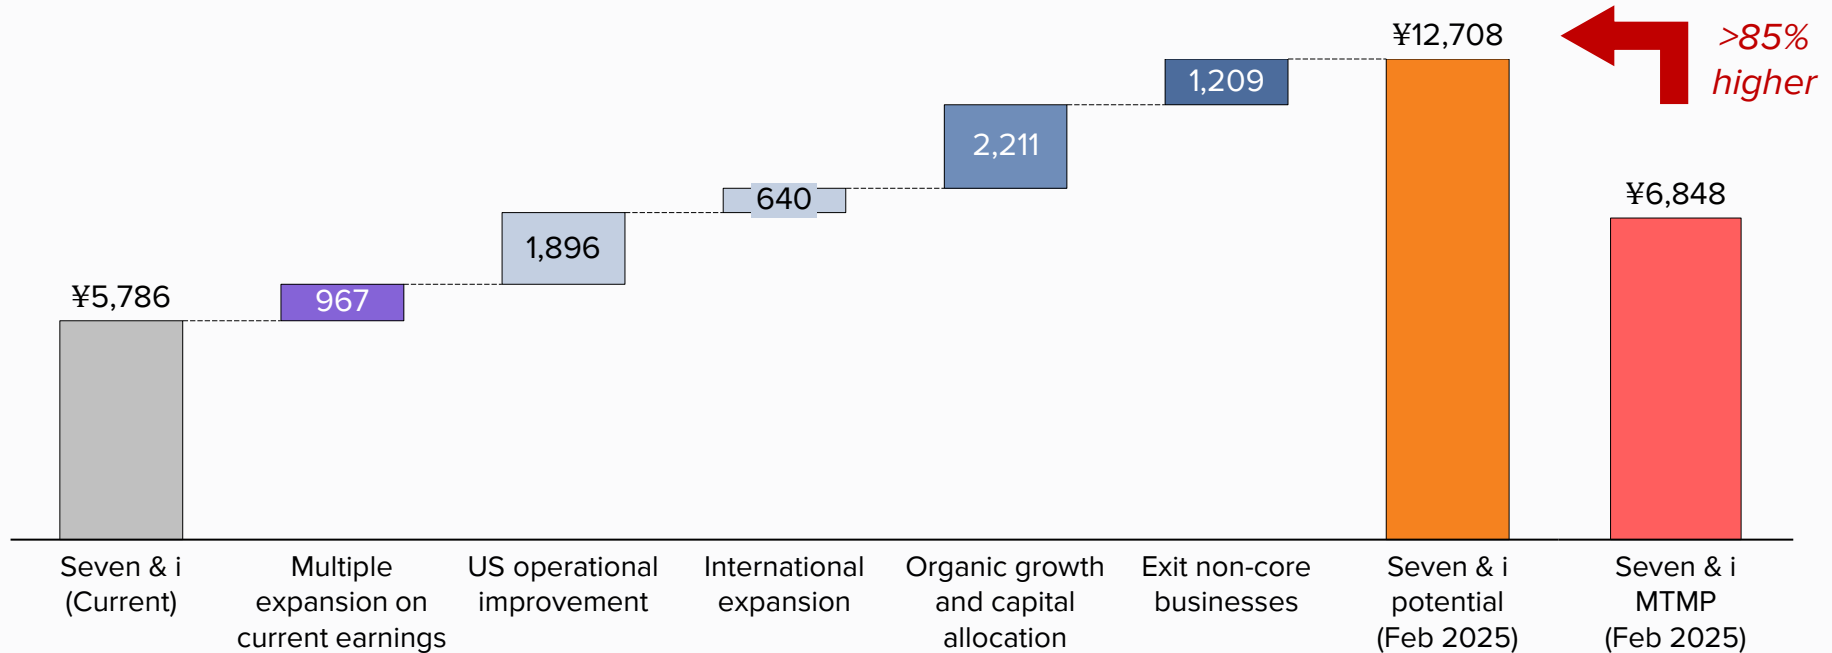 ¥12,708
>85%
higher
1,209
2,211
640
¥6,848
1,896
¥5,786
967
Seven & i
(Current)
Multiple
expansion on
current earnings
US operational
improvement
International
expansion
Organic growth
and capital
allocation
Exit non-core
businesses
Seven & i
potential
(Feb 2025)
Seven & i
MTMP
(Feb 2025)